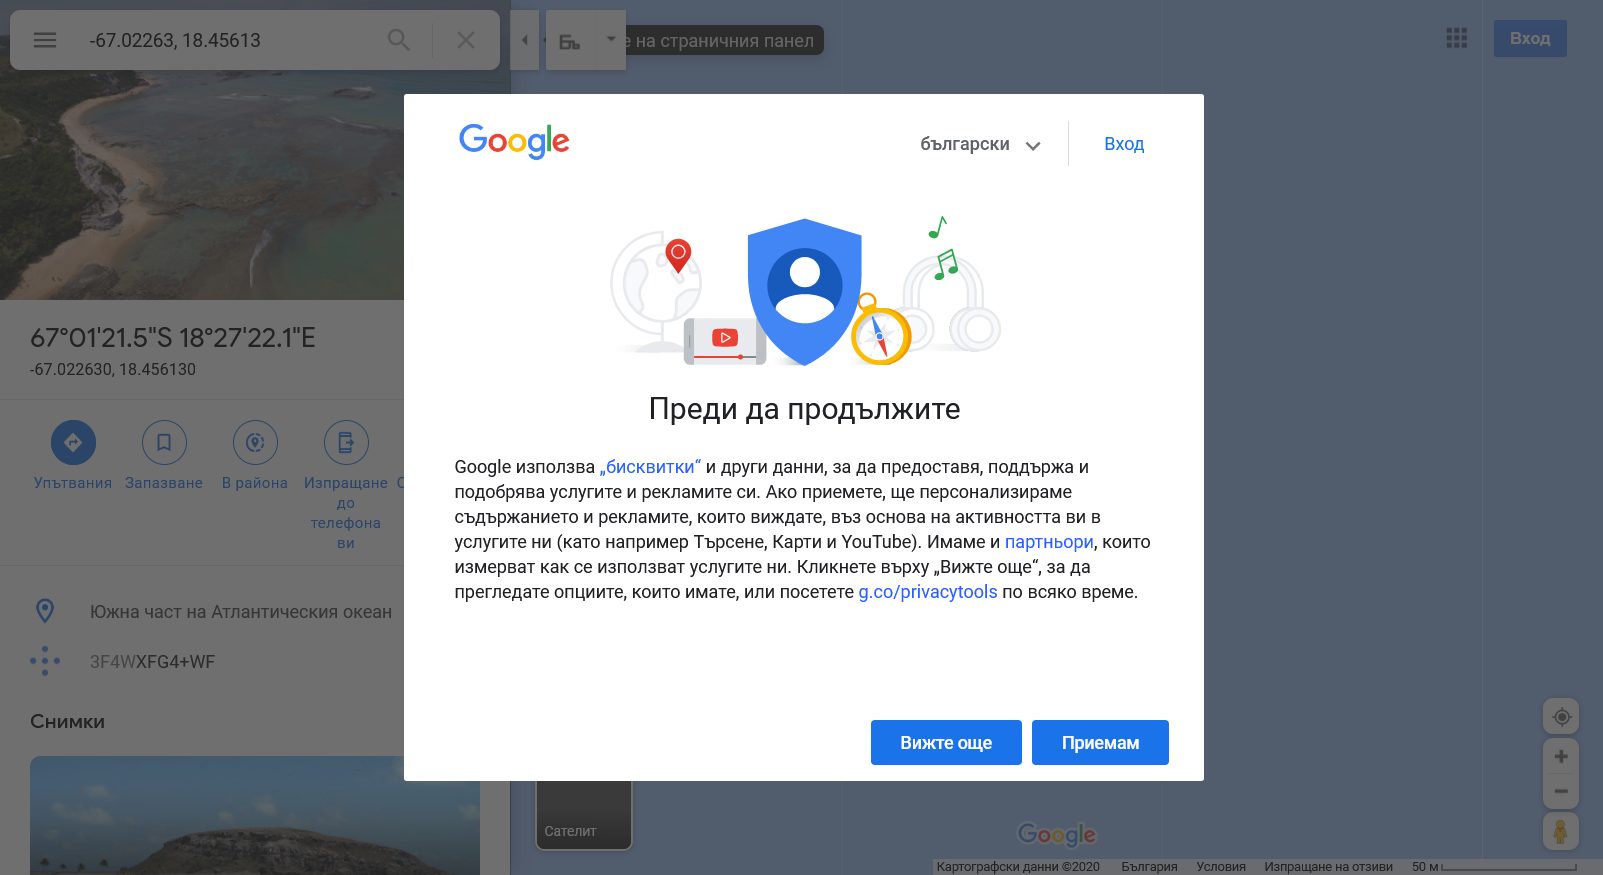 -67.02263, 18.45613
е на страничния панел
Вход
Google
български
Вход
Преди да продължите
Google използва „бисквитки“ и други данни, за да предоставя, поддържа и
подобрява услугите и рекламите си. Ако приемете, ще персонализираме
съдържанието и рекламите, които виждате, въз основа на активността ви в
услугите ни (като например Търсене, Карти и YouTube). Имаме и партньори, които
измерват как се използват услугите ни. Кликнете върху „Вижте още“, за да
прегледате опциите, които имате, или посетете g.co/privacytools по всяко време.
Вижте още
Приемам
67°01'21.5"S 18°27'22.1"E
-67.022630, 18.456130
Упътвания
Запазване
В района
Изпращане
до
телефона
ви
Южна част на Атлантическия океан
3F4WXFG4+WF
Снимки
Сателит
Google
Картографски данни ©2020 България Условия Изпращане на отзиви 50 м